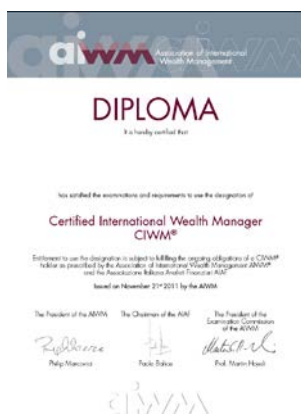 aiwm Association of International
Wealth Management
DIPLOMA
It is hereby certified that
has satisfied the examinations and requirements to use the designation of
Certified International Wealth Manager
CIWM®
Entitlement to use the designation is subject to fulfilling the ongoing obligations of a CIWM®
holder as prescribed by the Association of International Wealth Management AIWM®
and the Associazione Italiana Analisti Finanziari AIAF
Issued on November 21st 2011 by the AIWM
The President of the AIWM The Chairman of the AIAF The President of the
Examination Commission
of the AIWM
Philip Marcovici Paolo Balice Prof. Martin Hoesli
aiwm